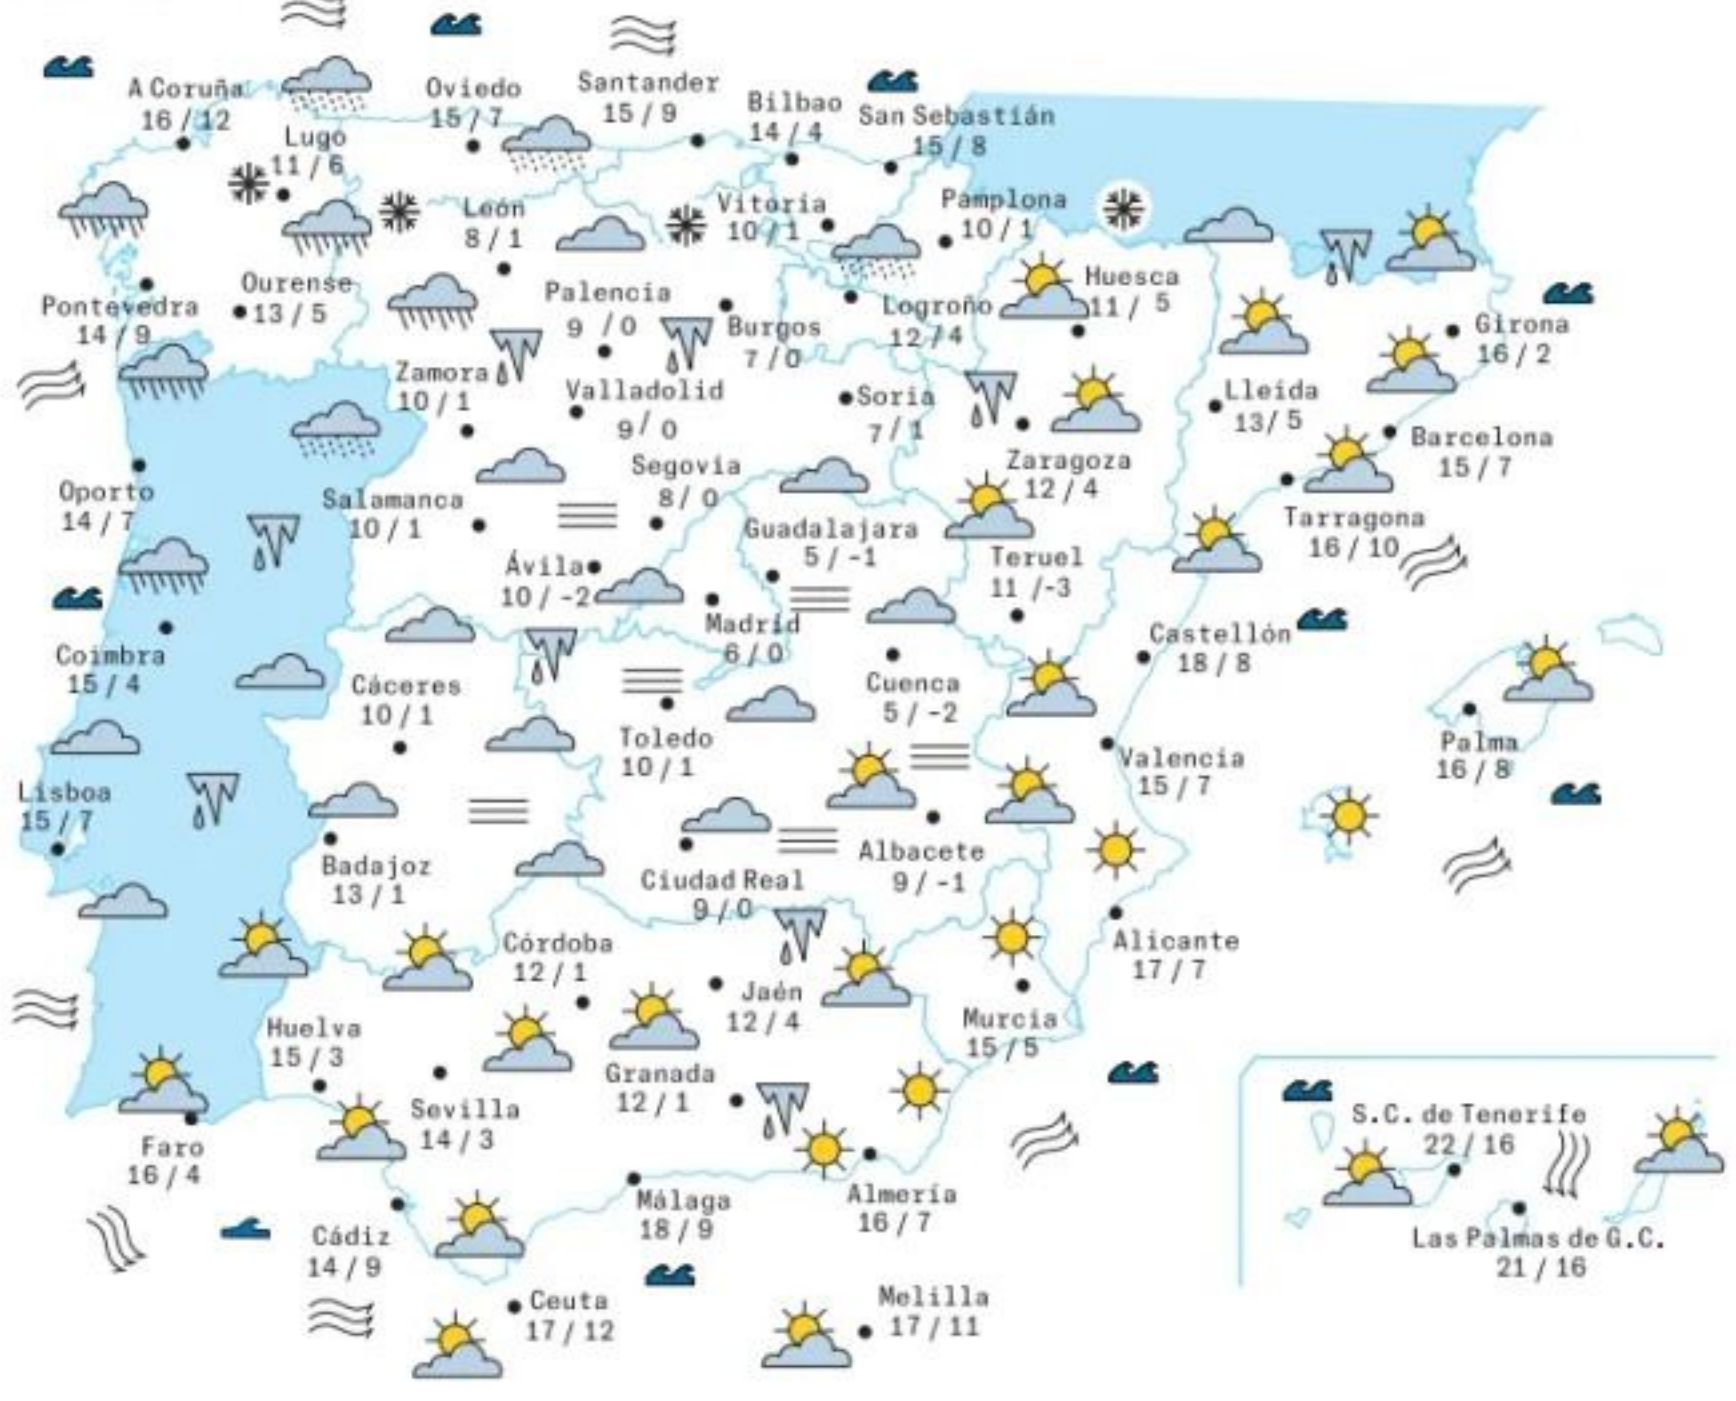 A Coruña
16 / 12
Oviedo
15 / 7
Santander
15 / 9
Bilbao
14 / 4
San Sebastián
15 / 8
Lugo
11 / 6
León
8 / 1
Vitoria
10 / 1
Pamplona
10 / 1
Pontevedra
14 / 9
Ourense
13 / 5
Palencia
9 / 0
Burgos
7 / 0
Logroño
12 / 4
Huesca
11 / 5
Girona
16 / 2
Zamora
10 / 1
Valladolid
9 / 0
Soria
7 / 1
Lleida
13 / 5
Barcelona
15 / 7
Oporto
14 / 7
Salamanca
10 / 1
Segovia
8 / 0
Zaragoza
12 / 4
Tarragona
16 / 10
Ávila
10 / -2
Guadalajara
5 / -1
Teruel
11 / -3
Coimbra
15 / 4
Madrid
6 / 0
Castellón
18 / 8
Cáceres
10 / 1
Cuenca
5 / -2
Toledo
10 / 1
Valencia
15 / 7
Palma
16 / 8
Lisboa
15 / 7
Badajoz
13 / 1
Ciudad Real
9 / 0
Albacete
9 / -1
Córdoba
12 / 1
Alicante
17 / 7
Jaén
12 / 4
Murcia
15 / 5
Huelva
15 / 3
Granada
12 / 1
Sevilla
14 / 3
Faro
16 / 4
S.C. de Tenerife
22 / 16
Málaga
18 / 9
Almería
16 / 7
Cádiz
14 / 9
Las Palmas de G.C.
21 / 16
Ceuta
17 / 12
Melilla
17 / 11